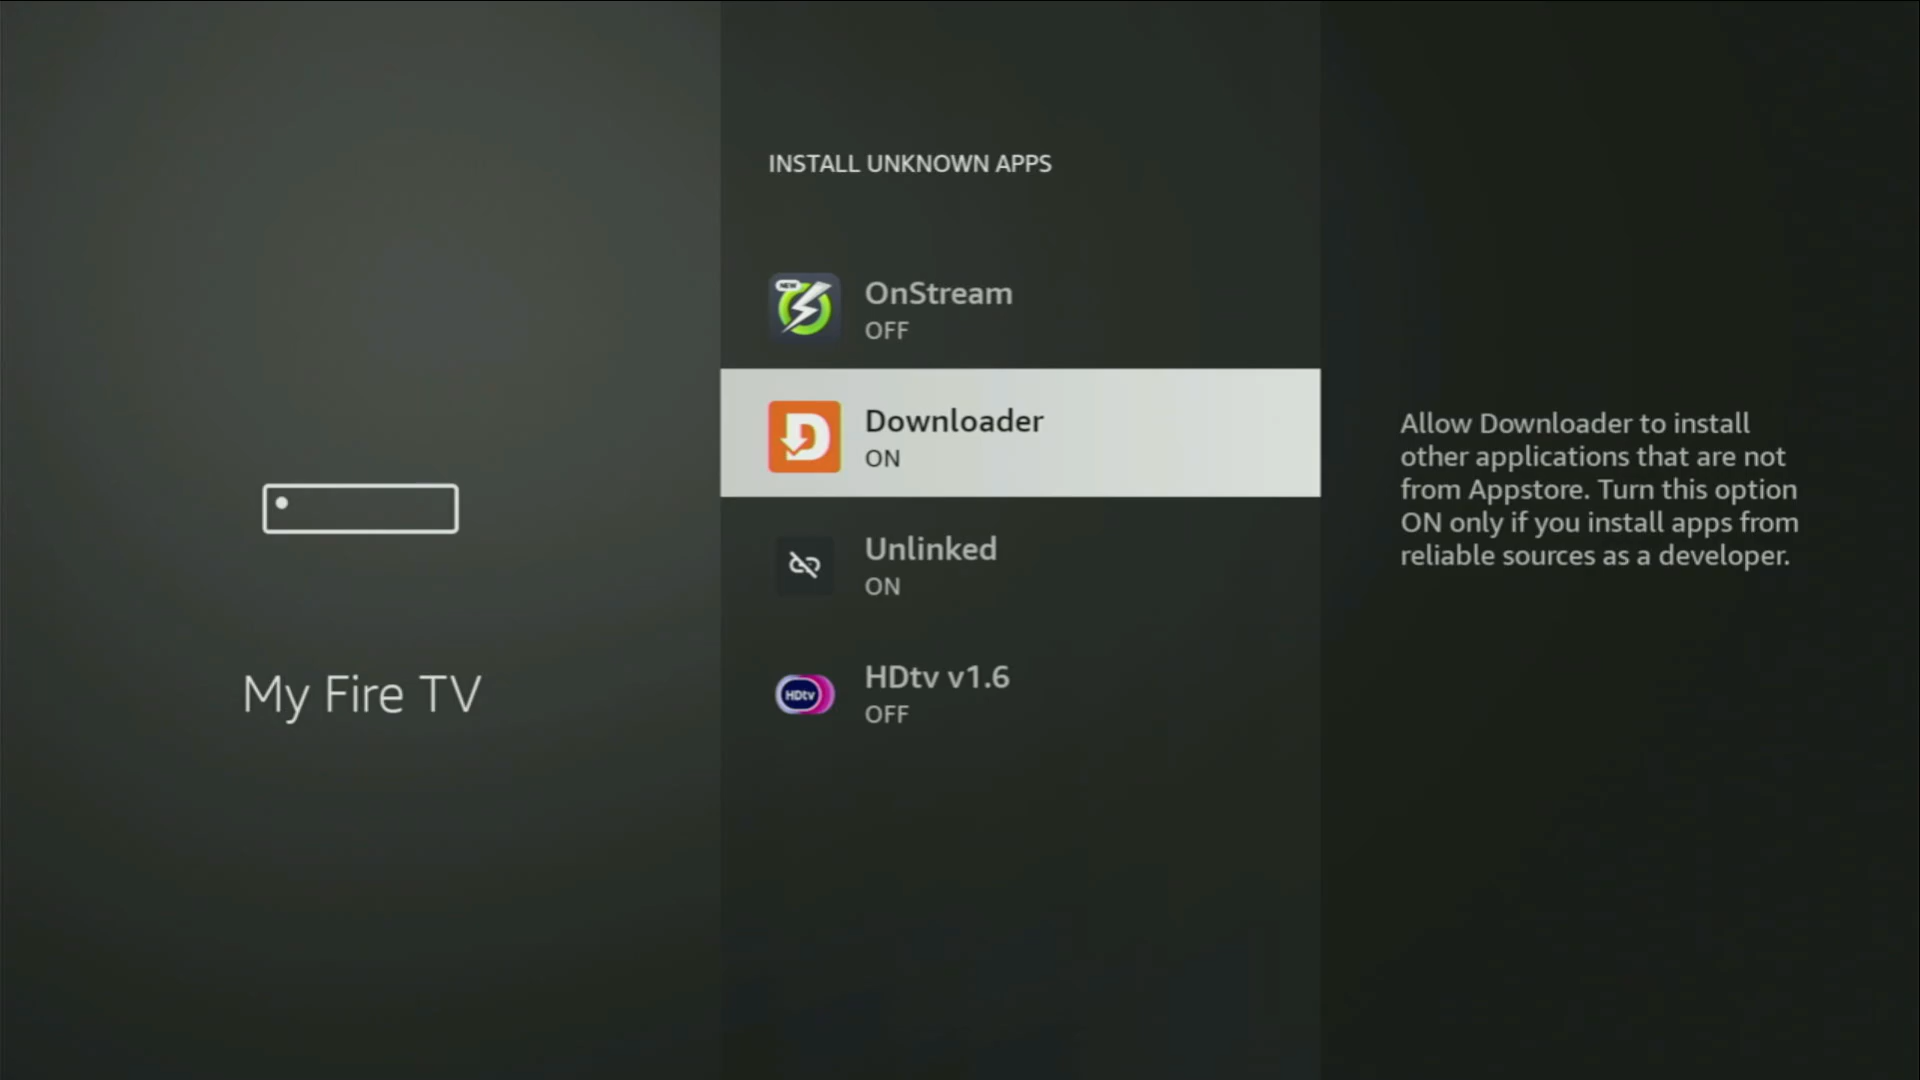 INSTALL UNKNOWN APPS
NEW
OnStream
OFF
Downloader
ON
Unlinked
ON
HDtv
HDtv v1.6
OFF
My Fire TV
Allow Downloader to install
other applications that are not
from Appstore. Turn this option
ON only if you install apps from
reliable sources as a developer.